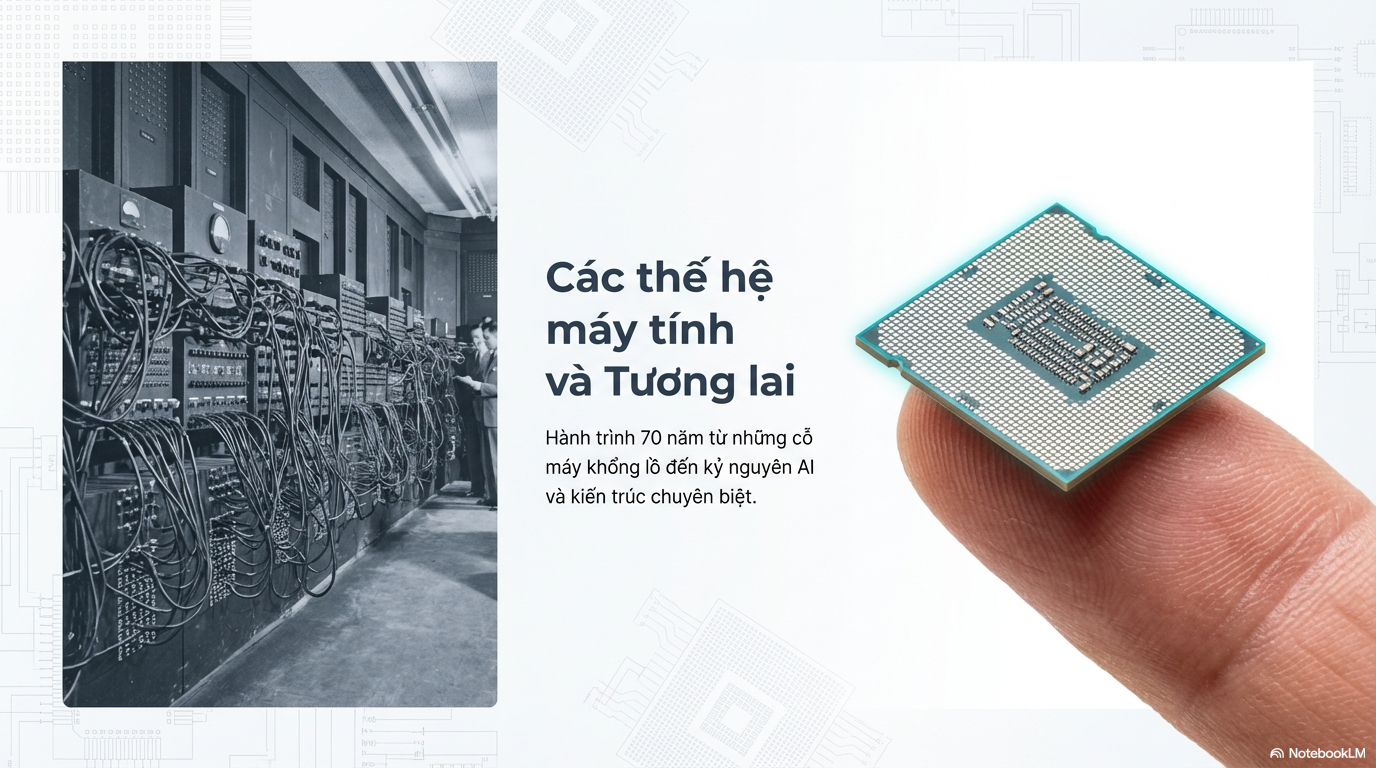 Các thế hệ
máy tính
và Tương lai
Hành trình 70 năm từ những cỗ
máy khổng lồ đến kỷ nguyên AI
và kiến trúc chuyên biệt.
NotebookLM